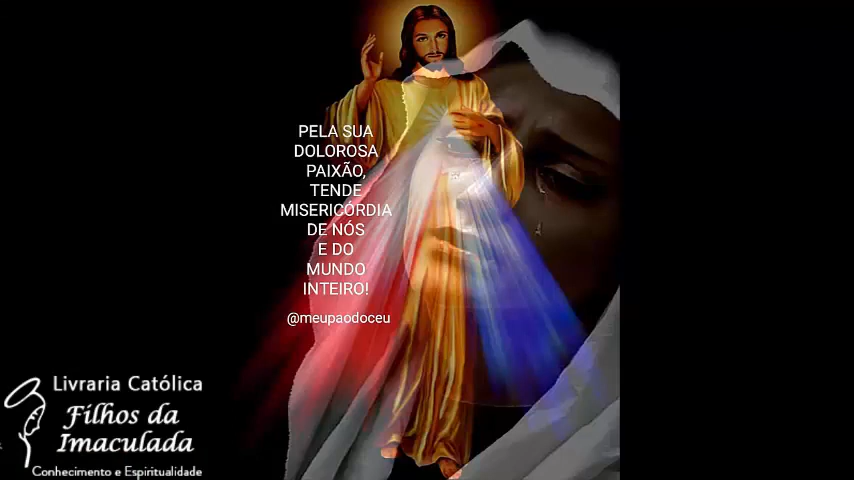 PELA SUA
DOLOROSA
PAIXÃO,
TENDE
MISERICÓRDIA
DE NÓS
E DO
MUNDO
INTEIRO!
@meupaodoceu
Livraria Católica
Filhos da
Imaculada
Conhecimento e Espiritualidade